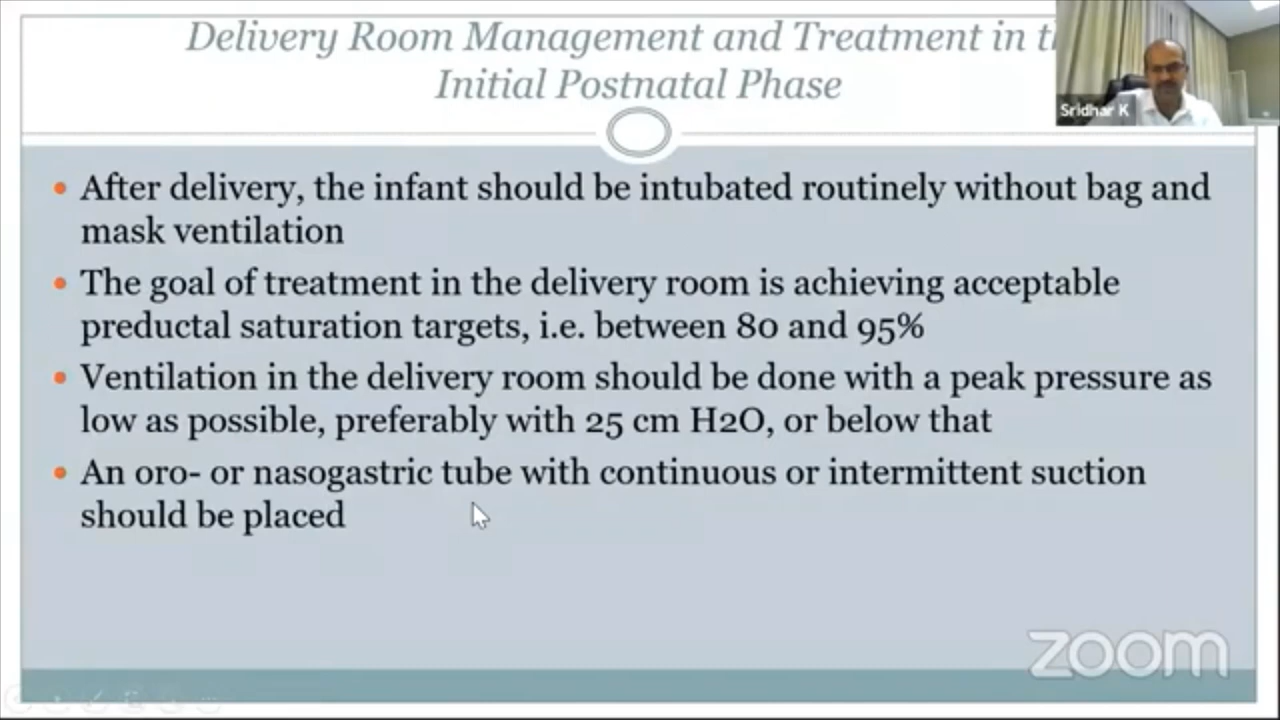 Delivery Room Management and Treatment in
Initial Postnatal Phase
Sridhar K
• After delivery, the infant should be intubated routinely without bag and
mask ventilation
• The goal of treatment in the delivery room is achieving acceptable
preductal saturation targets, i.e. between 80 and 95%
• Ventilation in the delivery room should be done with a peak pressure as
low as possible, preferably with 25 cm H2O, or below that
• An oro- or nasogastric tube with continuous or intermittent suction
should be placed
zoom